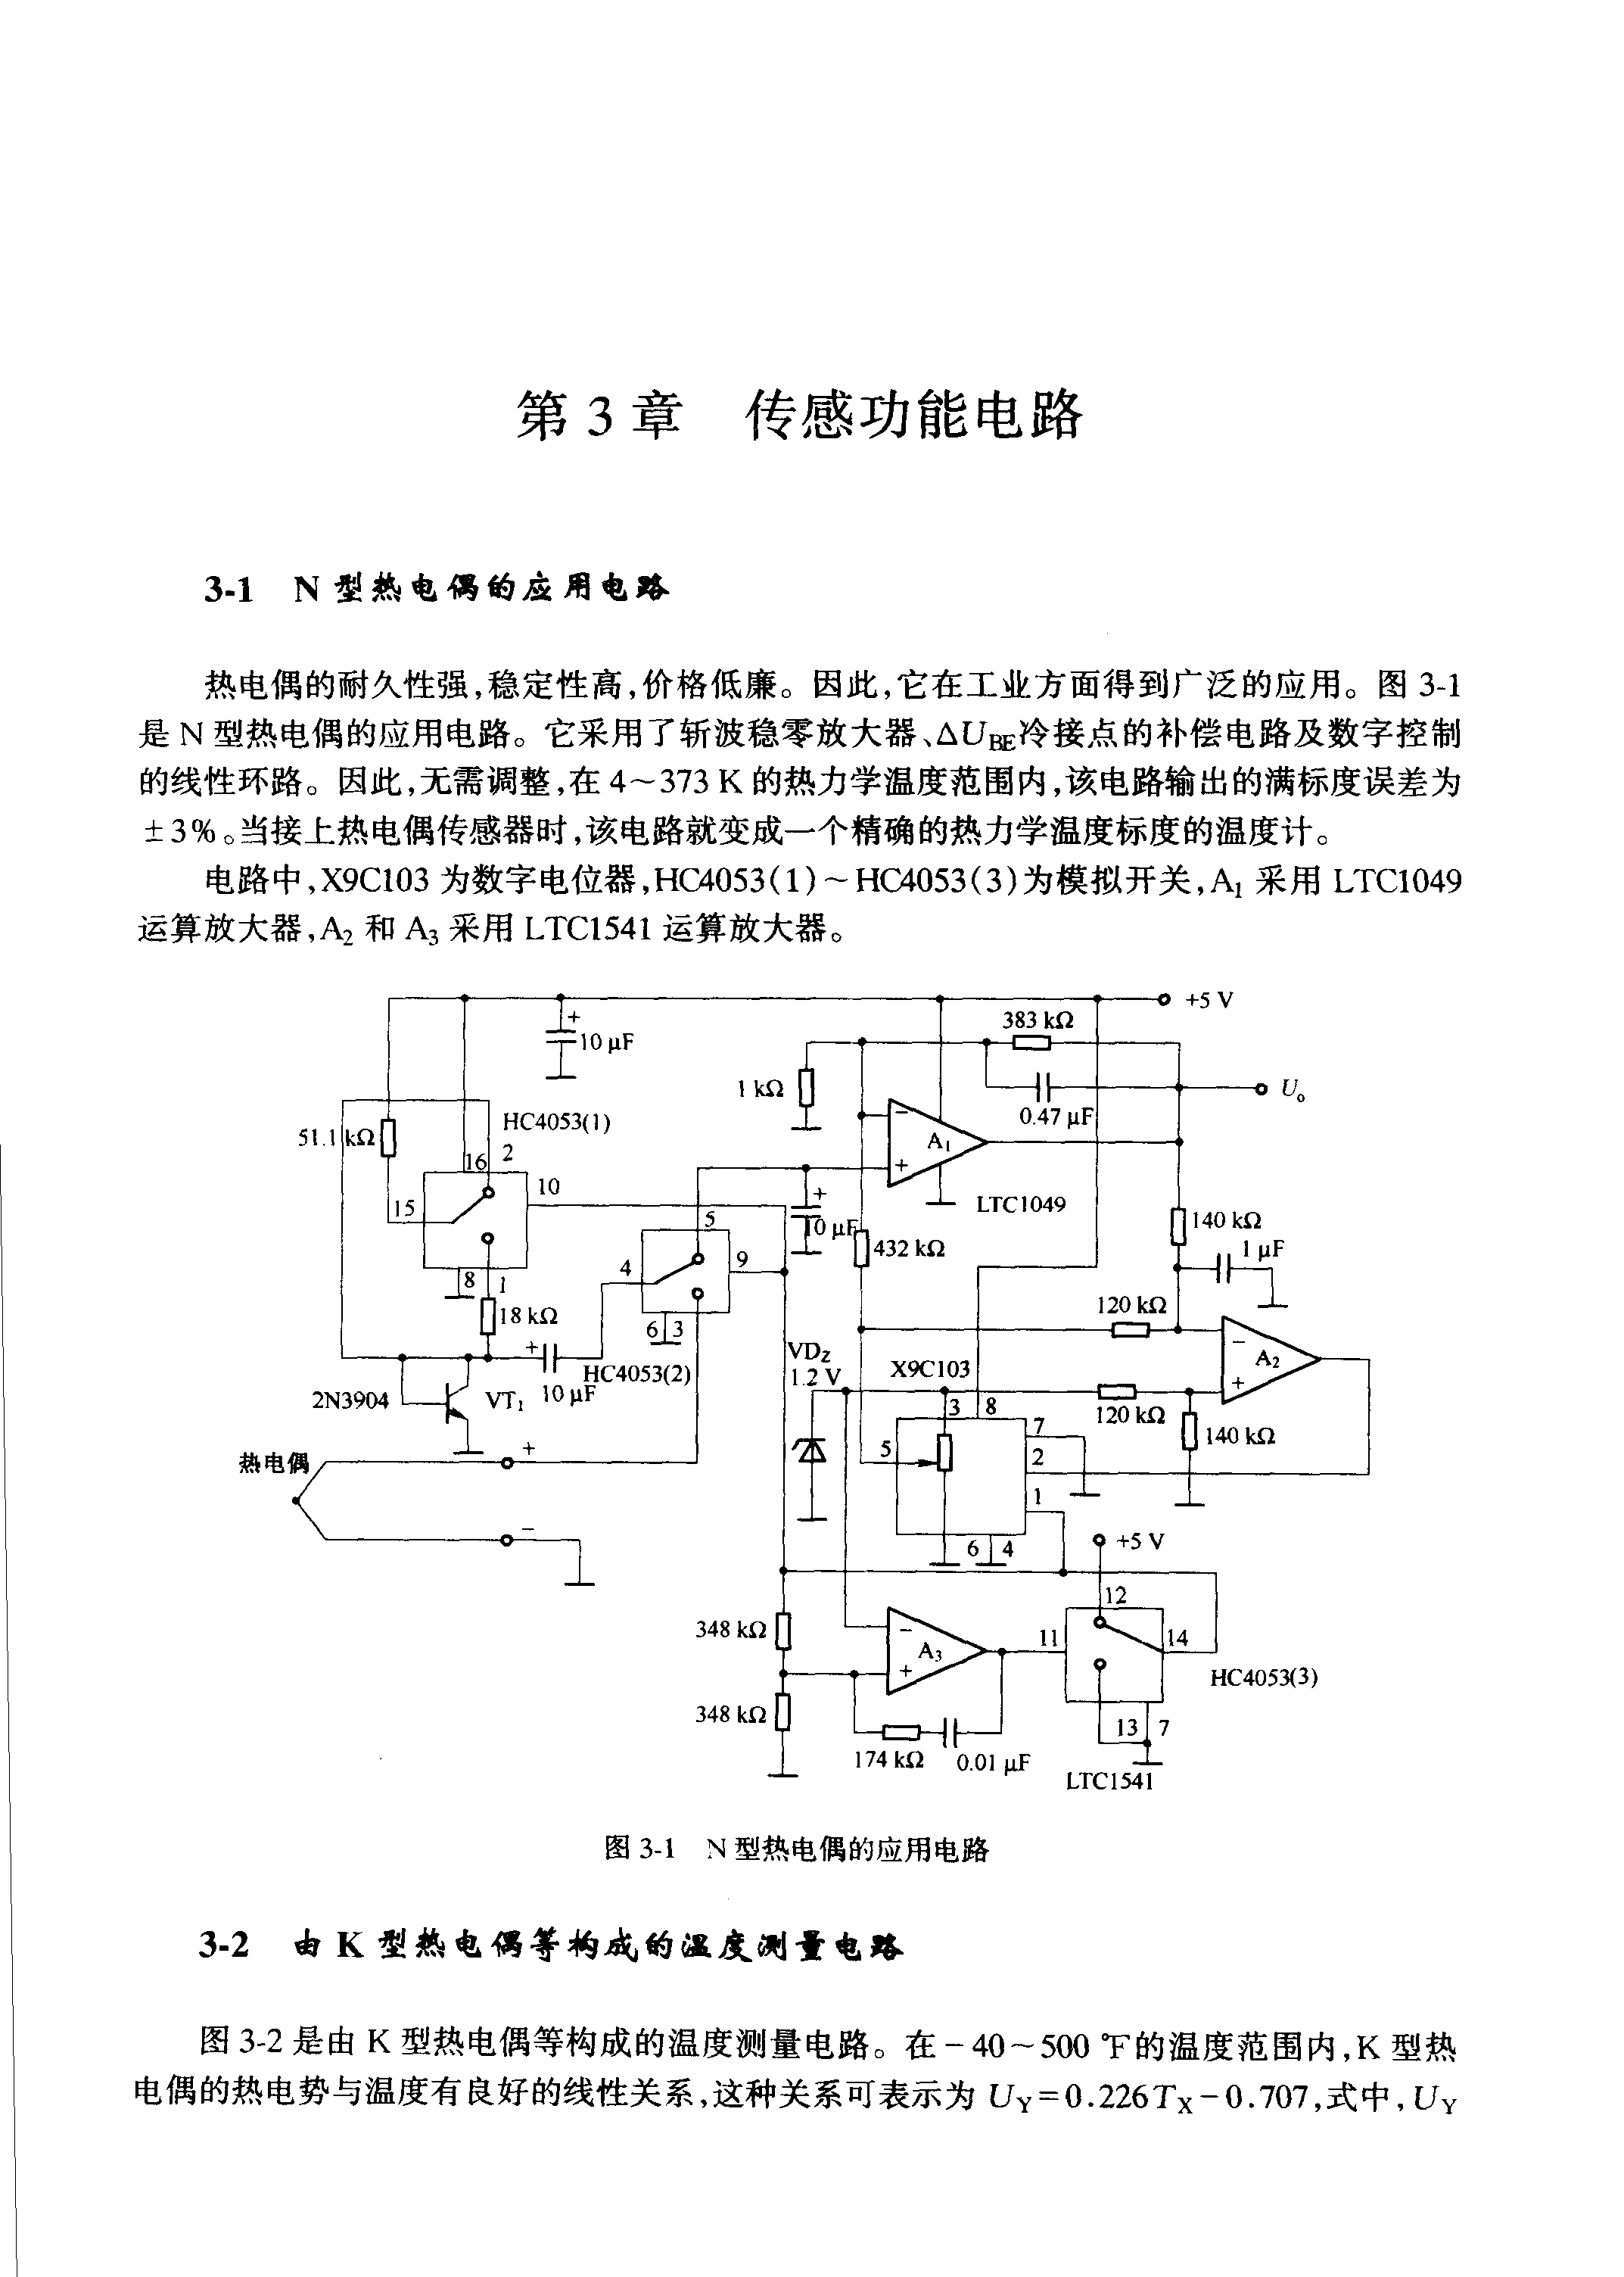 第 3 章 传感功能电路
3-1 N 型热电偶的应用电路
热电偶的耐久性强,稳定性高,价格低廉。因此,它在工业方面得到广泛的应用。图 3-1
是 N 型热电偶的应用电路。它采用了斩波稳零放大器、ΔU_BE冷接点的补偿电路及数字控制
的线性环路。因此,无需调整,在 4~373 K 的热力学温度范围内,该电路输出的满标度误差为
±3%。当接上热电偶传感器时,该电路就变成一个精确的热力学温度标度的温度计。
电路中,X9C103 为数字电位器,HC4053(1)~HC4053(3)为模拟开关,A₁ 采用 LTC1049
运算放大器,A₂ 和 A₃ 采用 LTC1541 运算放大器。
+5 V
10 μF
+
383 kΩ
1 kΩ
U₀
0.47 μF
HC4053(1)
51.1 kΩ
16
2
A₁
−
+
10
15
LTC1049
5
+
10 μF
140 kΩ
432 kΩ
1 μF
4
9
8
1
18 kΩ
120 kΩ
6
3
+
VD_Z
1.2 V
HC4053(2)
X9C103
A₂
−
+
2N3904
VT₁
10 μF
3
8
120 kΩ
140 kΩ
7
5
2
热电偶
+
1
−
6
4
+5 V
12
348 kΩ
A₃
−
+
11
14
HC4053(3)
348 kΩ
13
7
174 kΩ
0.01 μF
LTC1541
图 3-1 N 型热电偶的应用电路
3-2 由 K 型热电偶等构成的温度测量电路
图 3-2 是由 K 型热电偶等构成的温度测量电路。在 −40~500 ℉的温度范围内,K 型热
电偶的热电势与温度有良好的线性关系,这种关系可表示为 U_Y=0.226T_X−0.707,式中,U_Y